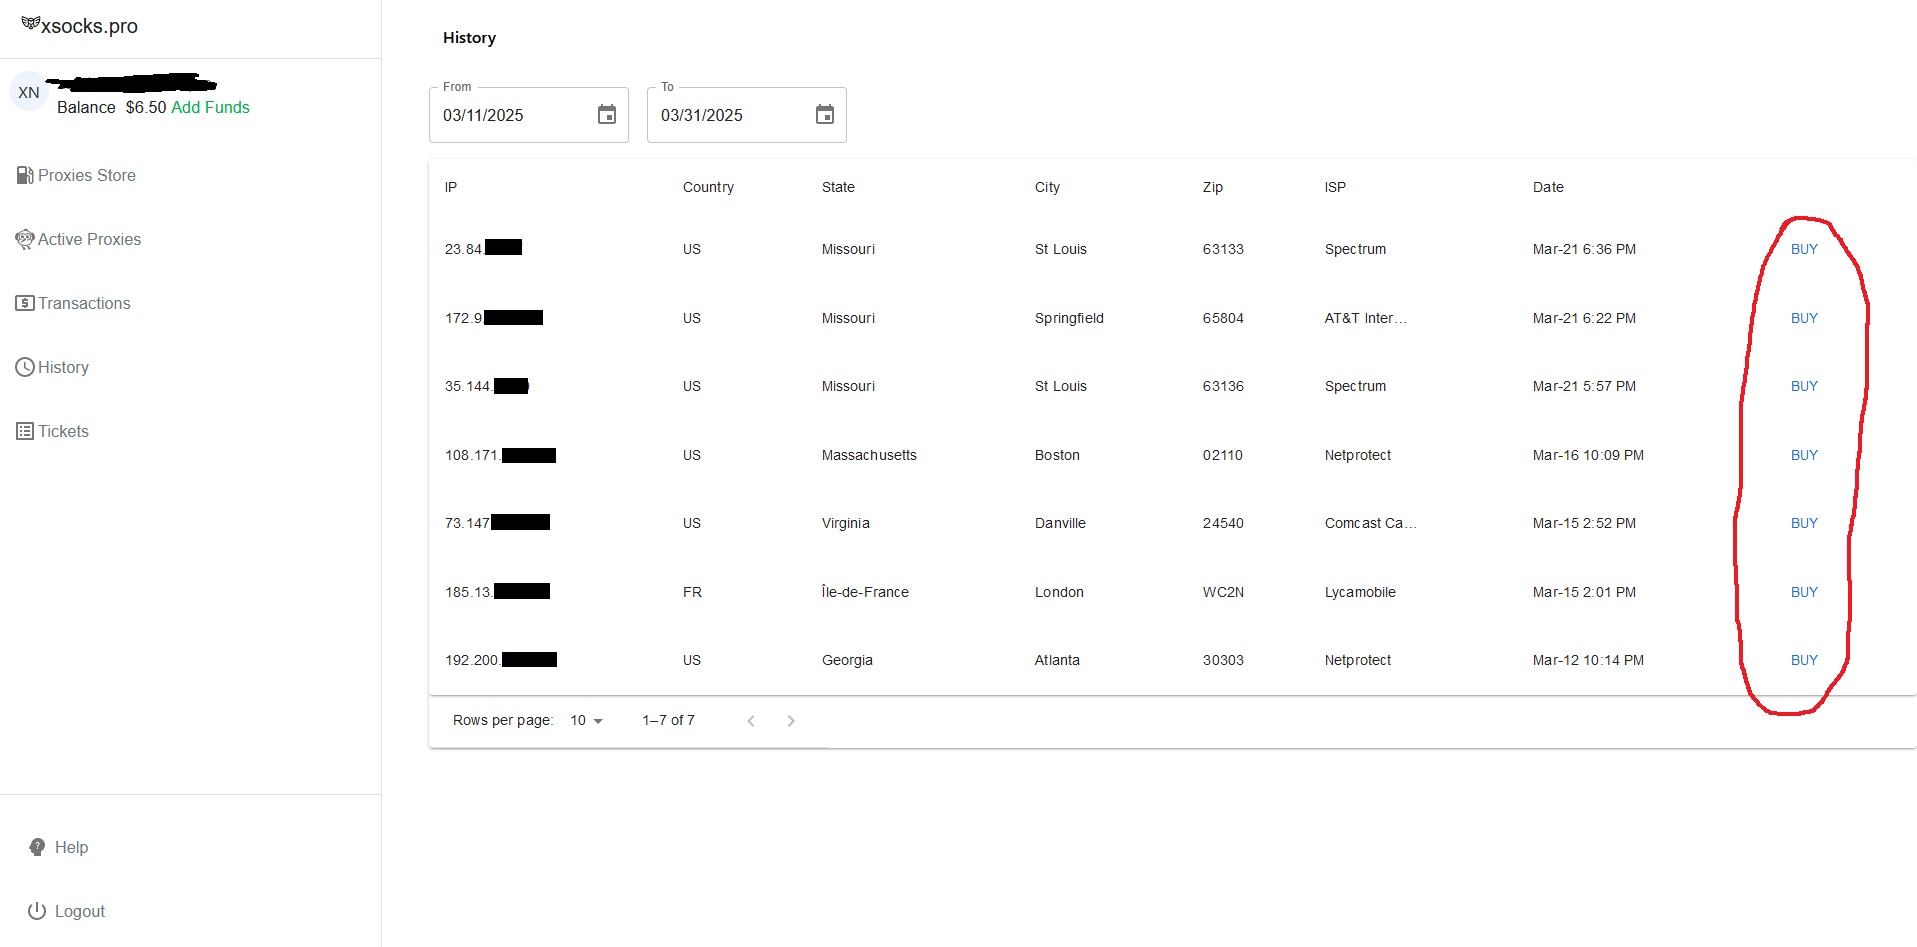 xsocks.pro
XN
Balance $6.50 Add Funds
Proxies Store
Active Proxies
Transactions
History
Tickets
Help
Logout
History
From
03/11/2025
To
03/31/2025
IP Country State City Zip ISP Date
23.84. US Missouri St Louis 63133 Spectrum Mar-21 6:36 PM BUY
172.9 US Missouri Springfield 65804 AT&T Inter... Mar-21 6:22 PM BUY
35.144. US Missouri St Louis 63136 Spectrum Mar-21 5:57 PM BUY
108.171. US Massachusetts Boston 02110 Netprotect Mar-16 10:09 PM BUY
73.147 US Virginia Danville 24540 Comcast Ca... Mar-15 2:52 PM BUY
185.13. FR Île-de-France London WC2N Lycamobile Mar-15 2:01 PM BUY
192.200. US Georgia Atlanta 30303 Netprotect Mar-12 10:14 PM BUY
Rows per page: 10 1–7 of 7